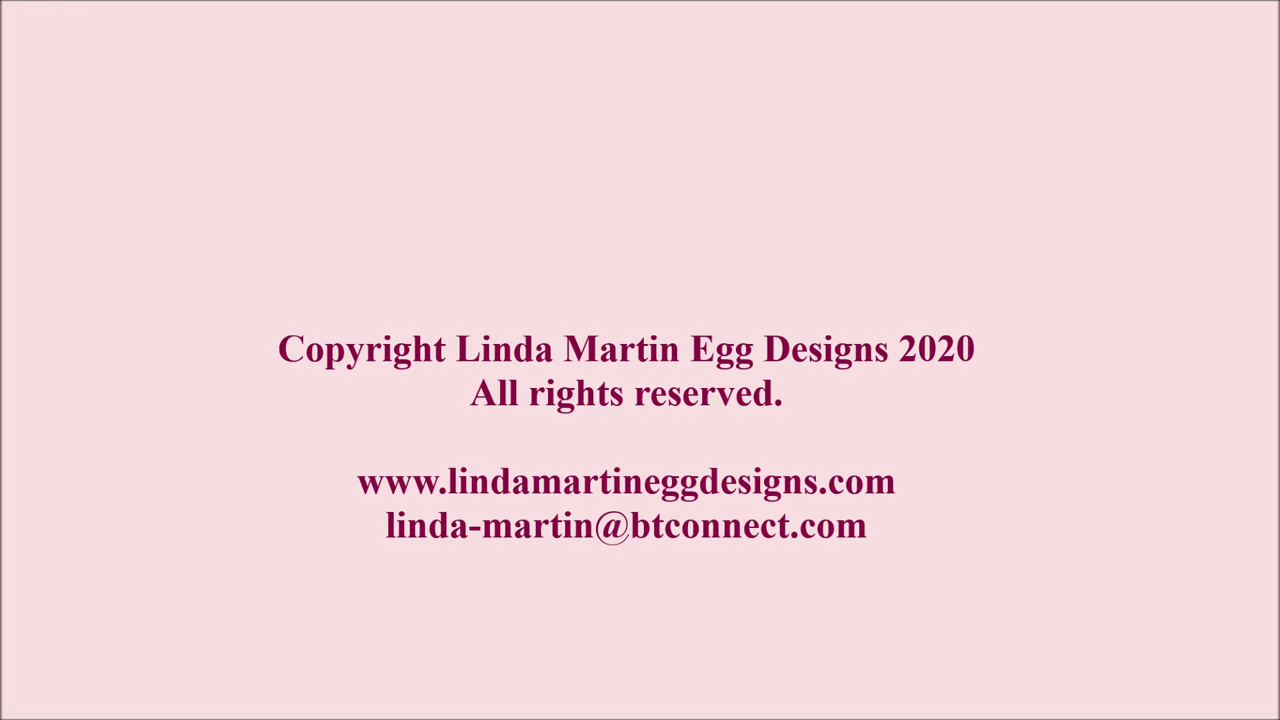 Copyright Linda Martin Egg Designs 2020
All rights reserved.
www.lindamartineggdesigns.com
linda-martin@btconnect.com